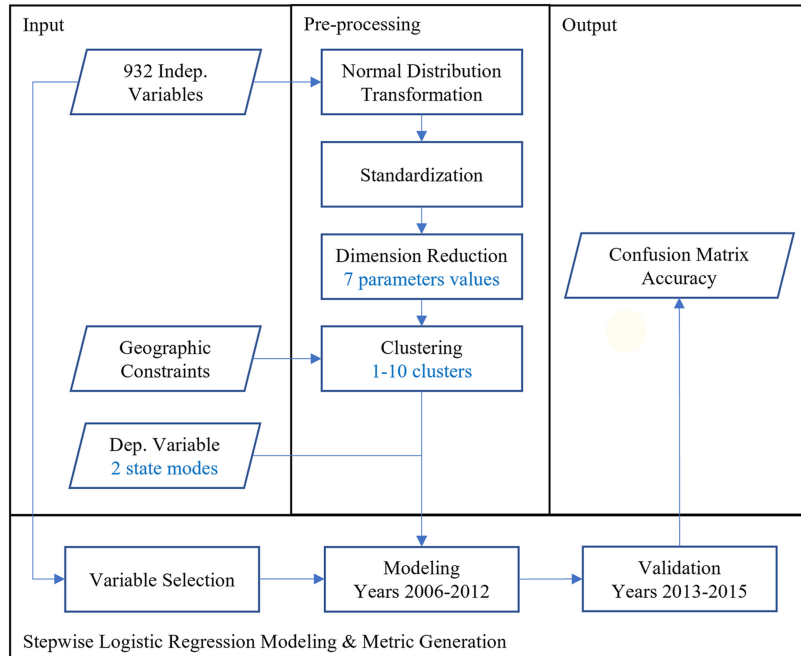 Input
Pre-processing
Output
932 Indep.
Variables
Normal Distribution
Transformation
Standardization
Dimension Reduction
7 parameters values
Confusion Matrix
Accuracy
Geographic
Constraints
Clustering
1-10 clusters
Dep. Variable
2 state modes
Variable Selection
Modeling
Years 2006-2012
Validation
Years 2013-2015
Stepwise Logistic Regression Modeling & Metric Generation